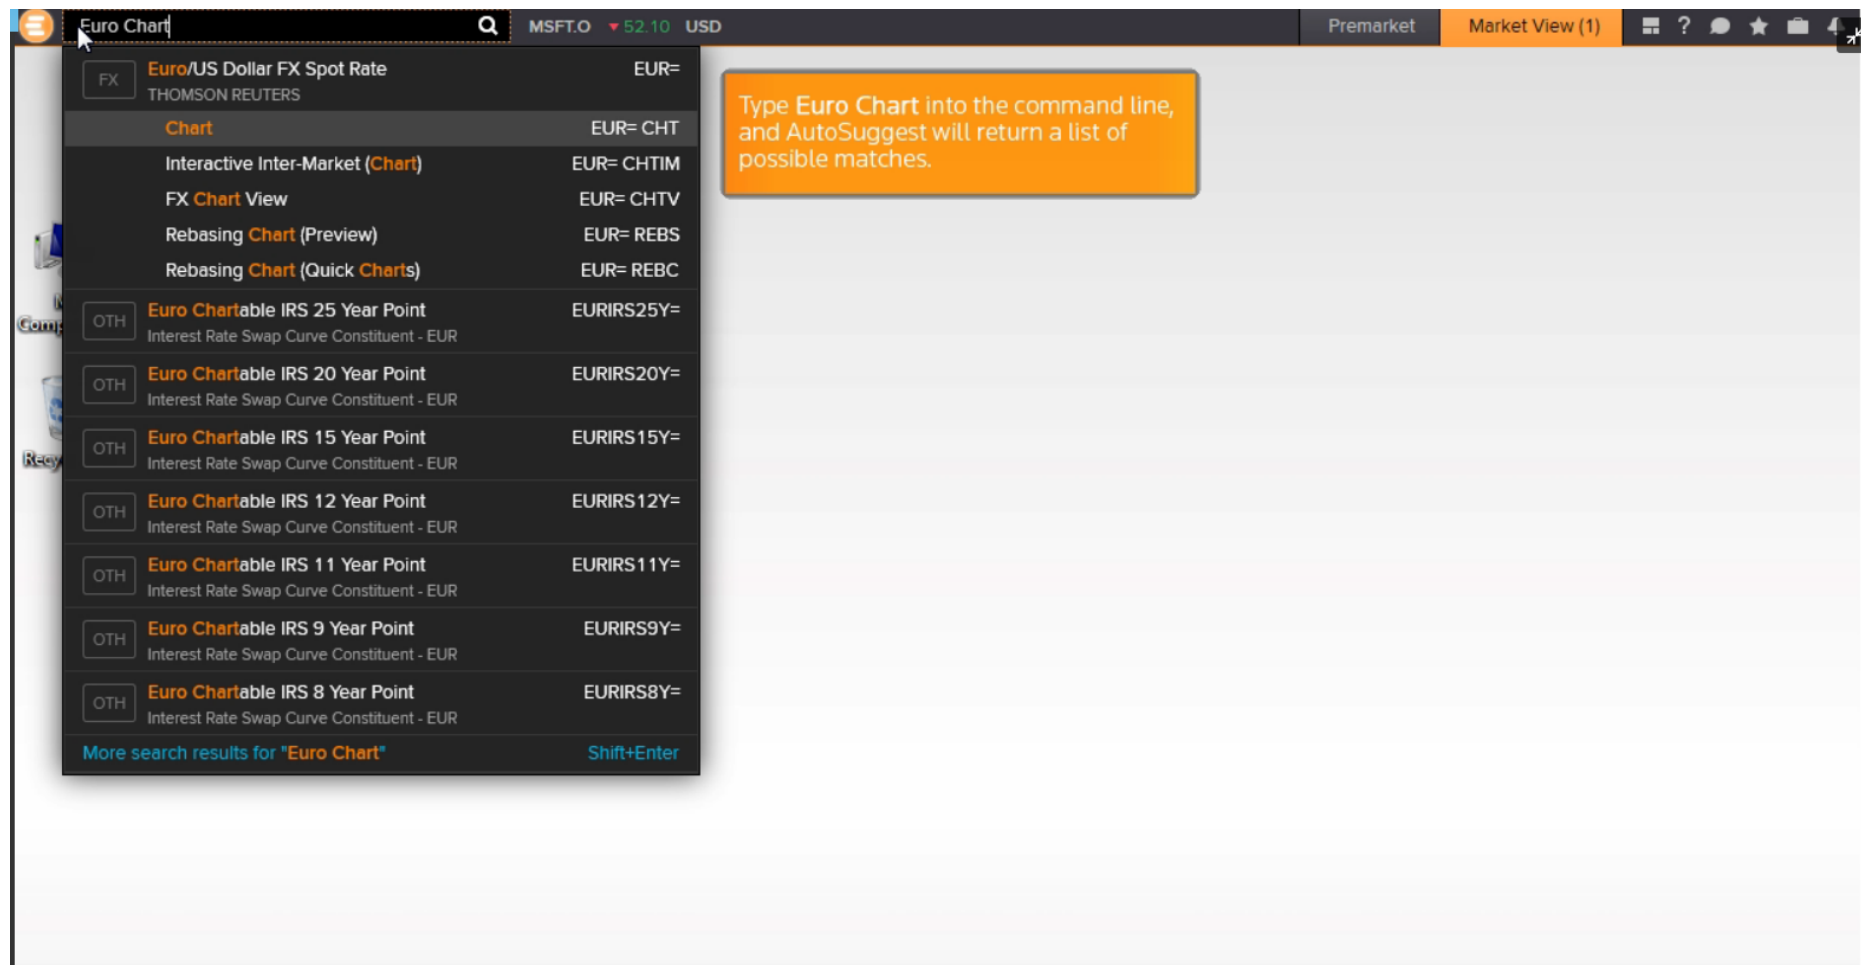 Euro Chart
MSFT.O ▼52.10 USD
Premarket
Market View (1)
?
FX
Euro/US Dollar FX Spot Rate EUR=
THOMSON REUTERS
Chart EUR= CHT
Interactive Inter-Market (Chart) EUR= CHTIM
FX Chart View EUR= CHTV
Rebasing Chart (Preview) EUR= REBS
Rebasing Chart (Quick Charts) EUR= REBC
OTH
Euro Chartable IRS 25 Year Point EURIRS25Y=
Interest Rate Swap Curve Constituent - EUR
OTH
Euro Chartable IRS 20 Year Point EURIRS20Y=
Interest Rate Swap Curve Constituent - EUR
OTH
Euro Chartable IRS 15 Year Point EURIRS15Y=
Interest Rate Swap Curve Constituent - EUR
OTH
Euro Chartable IRS 12 Year Point EURIRS12Y=
Interest Rate Swap Curve Constituent - EUR
OTH
Euro Chartable IRS 11 Year Point EURIRS11Y=
Interest Rate Swap Curve Constituent - EUR
OTH
Euro Chartable IRS 9 Year Point EURIRS9Y=
Interest Rate Swap Curve Constituent - EUR
OTH
Euro Chartable IRS 8 Year Point EURIRS8Y=
Interest Rate Swap Curve Constituent - EUR
More search results for "Euro Chart" Shift+Enter
Type Euro Chart into the command line,
and AutoSuggest will return a list of
possible matches.